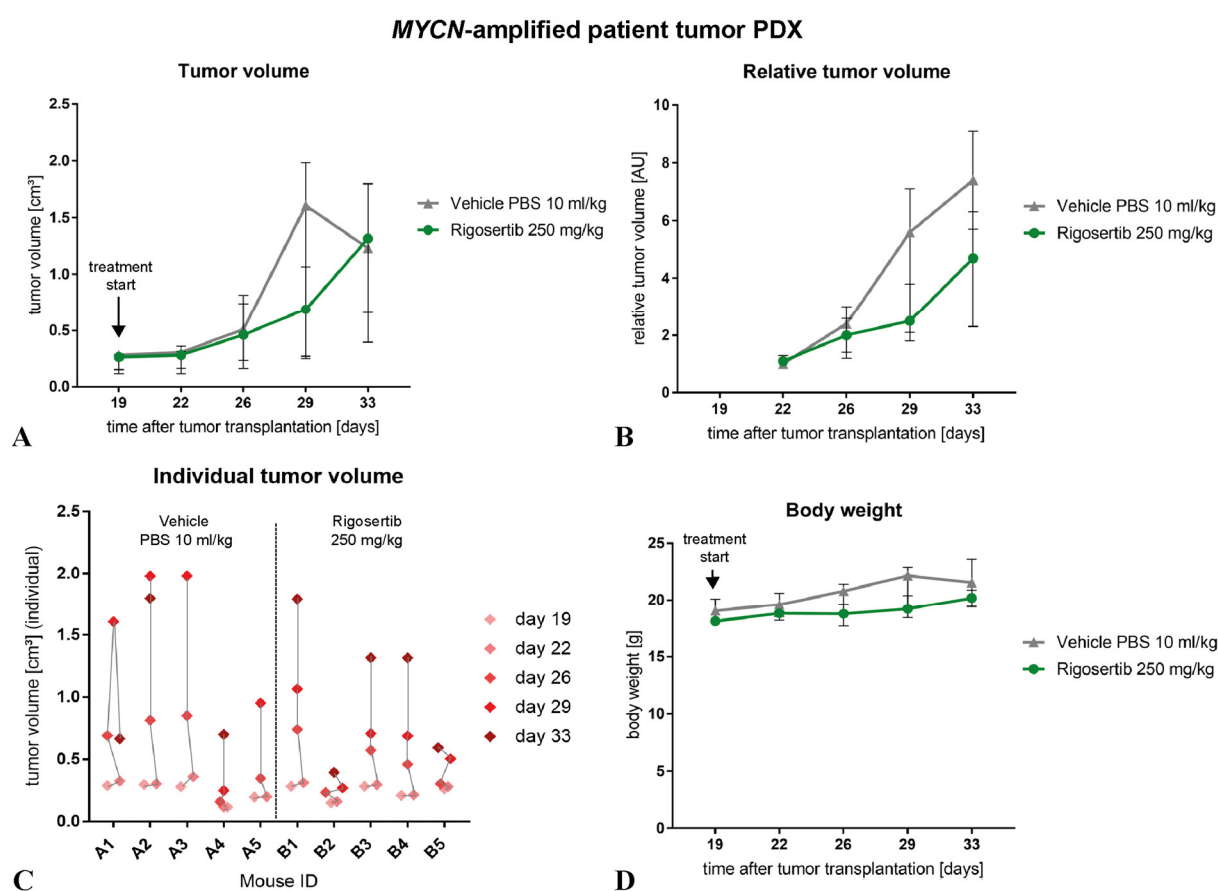 MYCN-amplified patient tumor PDX
Tumor volume
2.5
2.0
1.5
1.0
0.5
0.0
tumor volume [cm³]
treatment
start
19
22
26
29
33
time after tumor transplantation [days]
Vehicle PBS 10 ml/kg
Rigosertib 250 mg/kg
A
Relative tumor volume
10
8
6
4
2
0
relative tumor volume [AU]
19
22
26
29
33
time after tumor transplantation [days]
Vehicle PBS 10 ml/kg
Rigosertib 250 mg/kg
B
Individual tumor volume
2.5
2.0
1.5
1.0
0.5
0.0
tumor volume [cm³] (individual)
Vehicle
PBS 10 ml/kg
Rigosertib
250 mg/kg
A1
A2
A3
A4
A5
B1
B2
B3
B4
B5
Mouse ID
day 19
day 22
day 26
day 29
day 33
C
Body weight
25
20
15
10
5
0
body weight [g]
treatment
start
19
22
26
29
33
time after tumor transplantation [days]
Vehicle PBS 10 ml/kg
Rigosertib 250 mg/kg
D